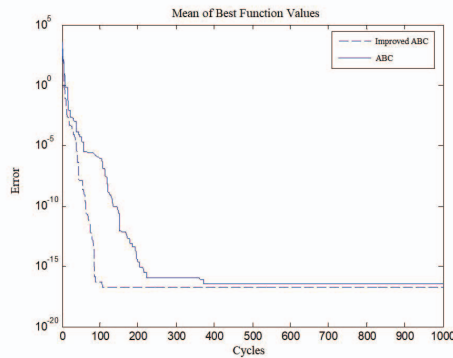 Mean of Best Function Values
10^5
10^0
10^-5
10^-10
10^-15
10^-20
Error
Improved ABC
ABC
0 100 200 300 400 500 600 700 800 900 1000
Cycles